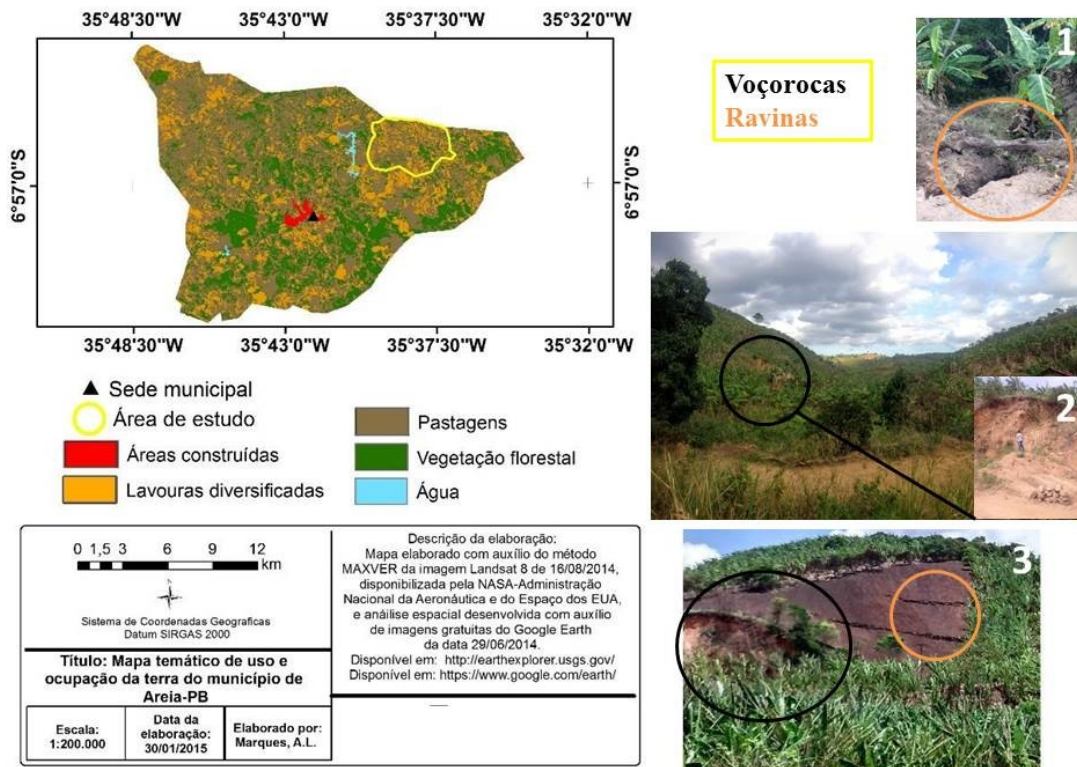 35°48'30"W 35°43'0"W 35°37'30"W 35°32'0"W
6°57'0"S
6°57'0"S
35°48'30"W 35°43'0"W 35°37'30"W 35°32'0"W
Sede municipal
Área de estudo
Áreas construídas
Lavouras diversificadas
Pastagens
Vegetação florestal
Água
0 1,5 3 6 9 12
km
Sistema de Coordenadas Geograficas
Datum SIRGAS 2000
Título: Mapa temático de uso e
ocupação da terra do município de
Areia-PB
Escala:
1:200.000
Data da
elaboração:
30/01/2015
Elaborado por:
Marques, A.L.
Descrição da elaboração:
Mapa elaborado com auxílio do método
MAXVER da imagem Landsat 8 de 16/08/2014,
disponibilizada pela NASA-Administração
Nacional da Aeronáutica e do Espaço dos EUA,
e análise espacial desenvolvida com auxílio
de imagens gratuitas do Google Earth
da data 29/06/2014.
Disponível em: http://earthexplorer.usgs.gov/
Disponível em: https://www.google.com/earth/
Voçorocas
Ravinas
1
2
3